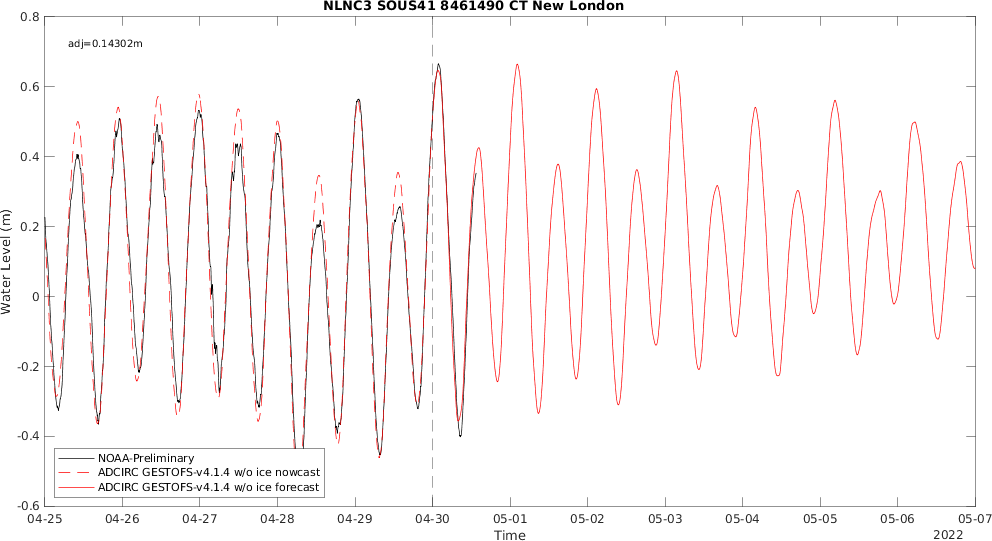 NLNC3 SOUS41 8461490 CT New London
adj=0.14302m
Water Level (m)
0.8
0.6
0.4
0.2
0
-0.2
-0.4
-0.6
NOAA-Preliminary
ADCIRC GESTOFS-v4.1.4 w/o ice nowcast
ADCIRC GESTOFS-v4.1.4 w/o ice forecast
04-25 04-26 04-27 04-28 04-29 04-30 05-01 05-02 05-03 05-04 05-05 05-06 05-07
Time
2022